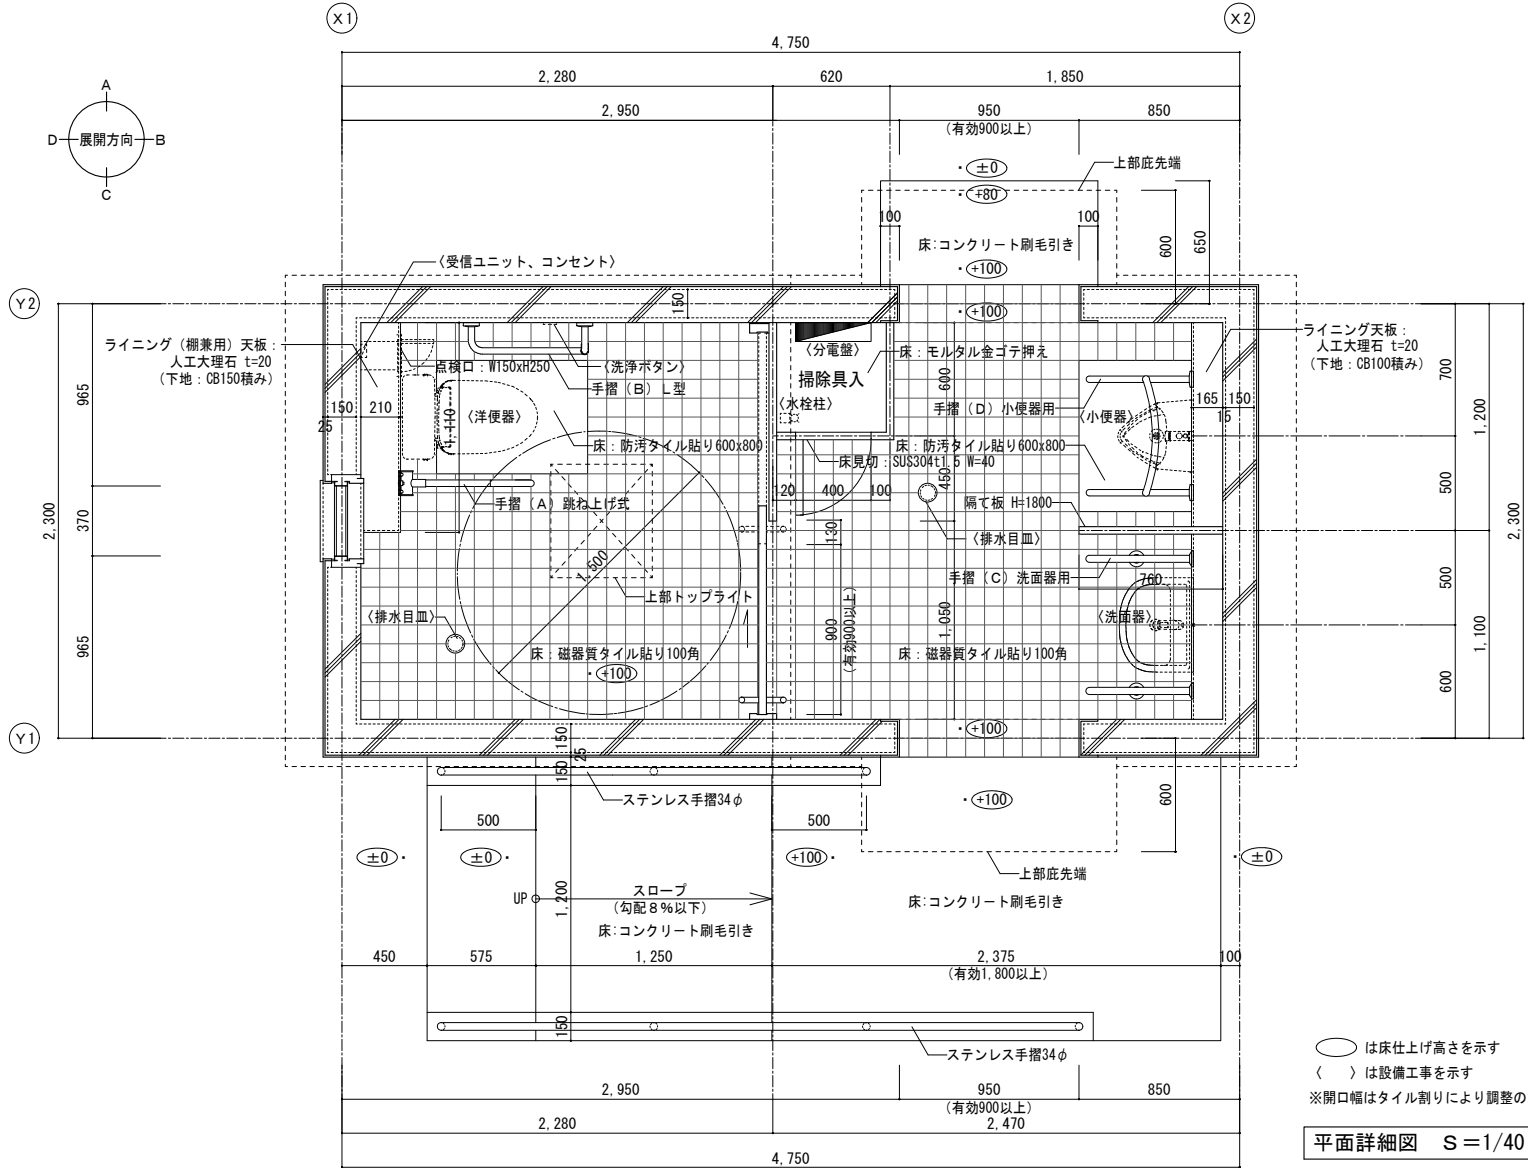 X1
X2
4,750
2,280
620
1,850
2,950
950
(有効900以上)
850
A
D
展開方向
B
C
±0
+80
上部庇先端
100
100
床:コンクリート刷毛引き
600
650
+100
〈受信ユニット、コンセント〉
Y2
150
+100
ライニング（棚兼用）天板：
人工大理石 t=20
（下地：CB150積み）
点検口：W150xH250
〈洗浄ボタン〉
手摺（B）L型
〈分電盤〉
床：モルタル金ゴテ押え
掃除具入
600
〈水栓柱〉
手摺（D）小便器用
〈小便器〉
ライニング天板：
人工大理石 t=20
（下地：CB100積み）
165
150
15
700
1,200
965
150
210
25
〈洋便器〉
床：防汚タイル貼り600x800
床：防汚タイル貼り600x800
床見切：SUS304t1.5 W=40
450
120
400
100
手摺（A）跳ね上げ式
隔て板 H=1800
500
2,300
370
130
〈排水目皿〉
1,500
上部トップライト
手摺（C）洗面器用
760
500
2,300
〈排水目皿〉
900
(有効900以上)
1,050
〈洗面器〉
1,100
965
床：磁器質タイル貼り100角
+100
床：磁器質タイル貼り100角
600
Y1
150
25
150
+100
ステンレス手摺34φ
+100
600
500
500
±0
±0
+100
±0
上部庇先端
UP
1,200
スロープ
（勾配８％以下）
床:コンクリート刷毛引き
床:コンクリート刷毛引き
450
575
1,250
2,375
(有効1,800以上)
100
150
ステンレス手摺34φ
2,950
950
(有効900以上)
850
2,280
2,470
4,750
は床仕上げ高さを示す
〈　〉は設備工事を示す
※開口幅はタイル割りにより調整の
平面詳細図　S＝1/40